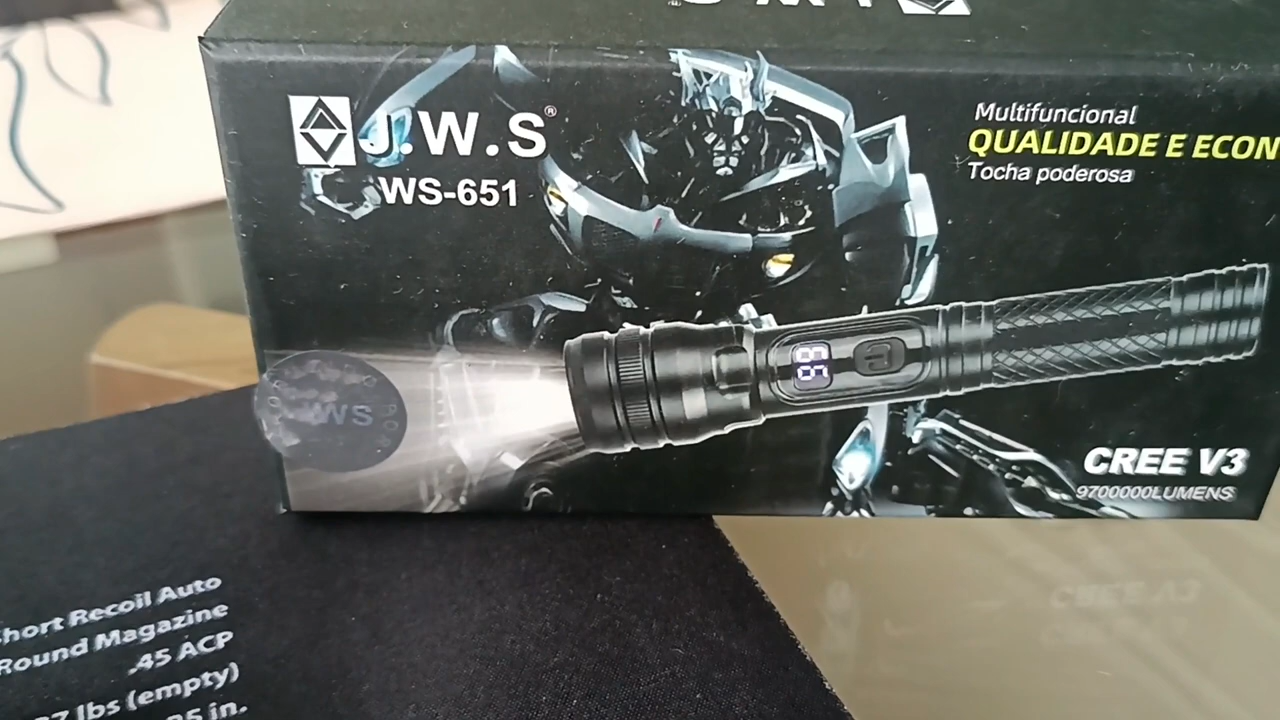 J.W.S®
WS-651
Multifuncional
QUALIDADE E ECON
Tocha poderosa
WS
CREE V3
9700000LUMENS
Short Recoil Auto
Round Magazine
.45 ACP
lbs (empty)
in.